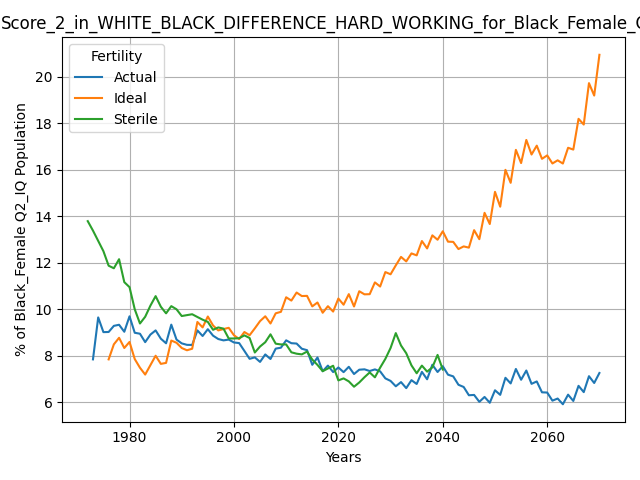 Score_2_in_WHITE_BLACK_DIFFERENCE_HARD_WORKING_for_Black_Female_
Fertility
Actual
Ideal
Sterile
% of Black_Female Q2_IQ Population
20
18
16
14
12
10
8
6
1980
2000
2020
2040
2060
Years